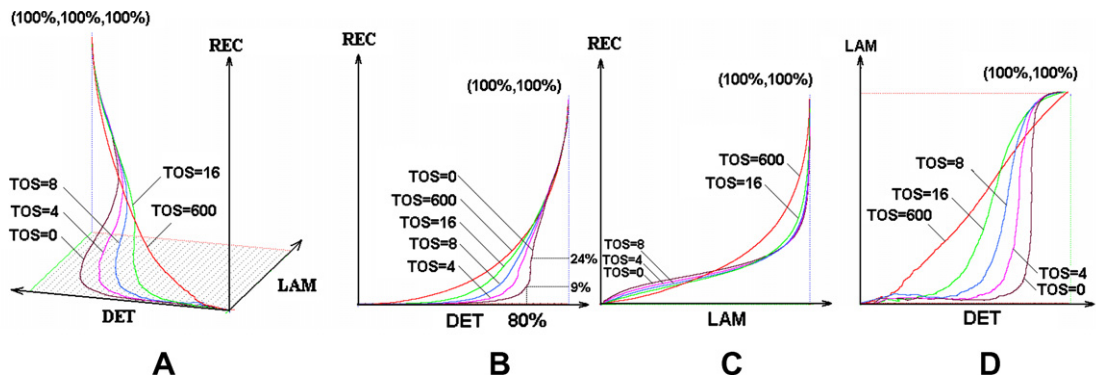 (100%,100%,100%)
REC
TOS=8
TOS=4
TOS=0
TOS=16
TOS=600
LAM
DET
A
REC
(100%,100%)
TOS=0
TOS=600
TOS=16
TOS=8
TOS=4
24%
9%
DET 80%
B
REC
(100%,100%)
TOS=600
TOS=16
TOS=8
TOS=4
TOS=0
LAM
C
LAM
(100%,100%)
TOS=8
TOS=16
TOS=600
TOS=4
TOS=0
DET
D